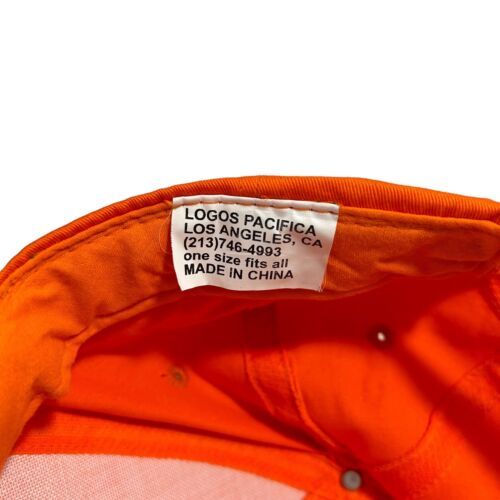 LOGOS PACIFICA
LOS ANGELES, CA
(213)746-4993
one size fits all
MADE IN CHINA